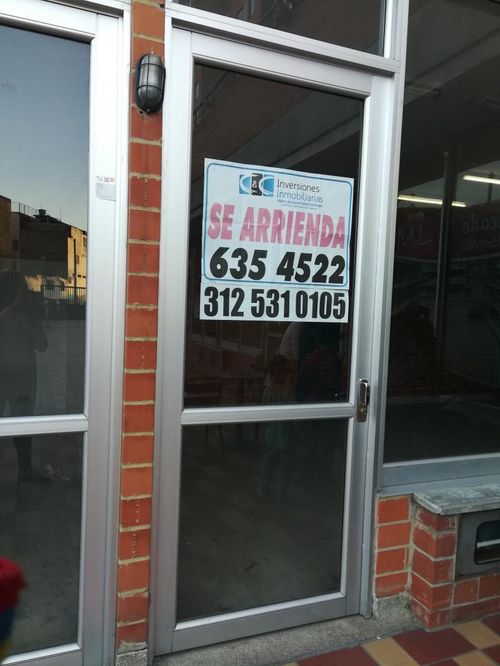 C&C Inversiones
Inmobiliarias
SE ARRIENDA
635 4522
312 531 0105